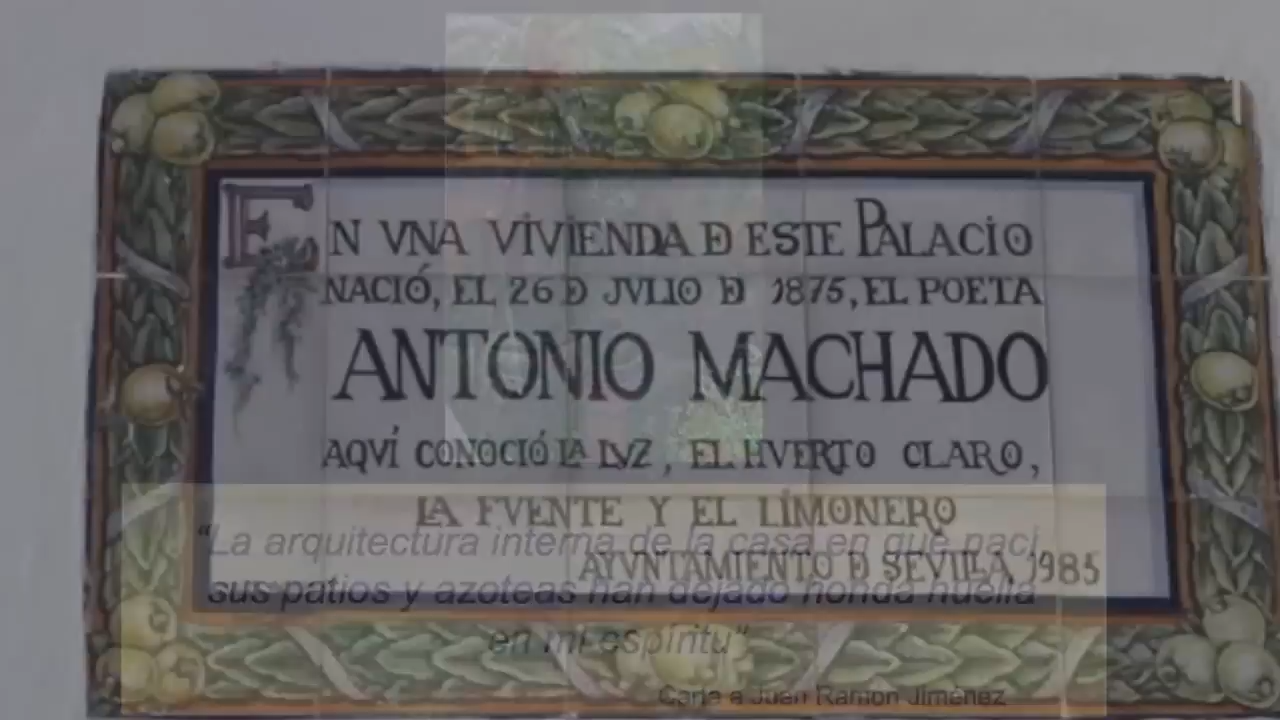 EN VNA VIVIENDA D ESTE PALACIO
NACIÓ, EL 26 D JVLIO D 1875, EL POETA
ANTONIO MACHADO
AQVÍ CONOCIÓ LA LVZ, EL HVERTO CLARO,
LA FVENTE Y EL LIMONERO
AYVNTAMIENTO D SEVILLA, 1985
"La arquitectura interna de la casa en que nací
sus patios y azoteas han dejado honda huella
en mi espíritu"
Carta a Juan Ramón Jiménez